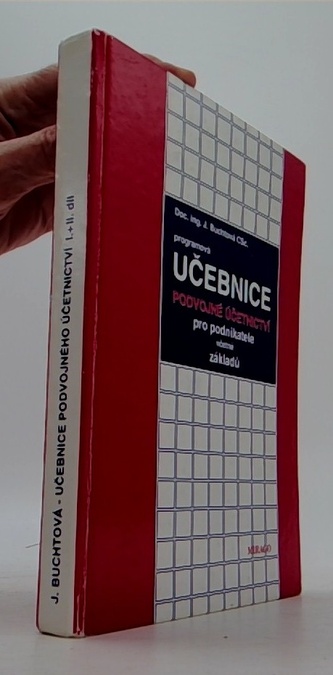 J. BUCHTOVÁ - UČEBNICE PODVOJNÉHO ÚČETNICTVÍ I.+II. díl
Doc. Ing. J. Buchtová CSc.
programová
UČEBNICE
PODVOJNÉ ÚČETNICTVÍ
pro podnikatele
včetně
základů
MIRAGO